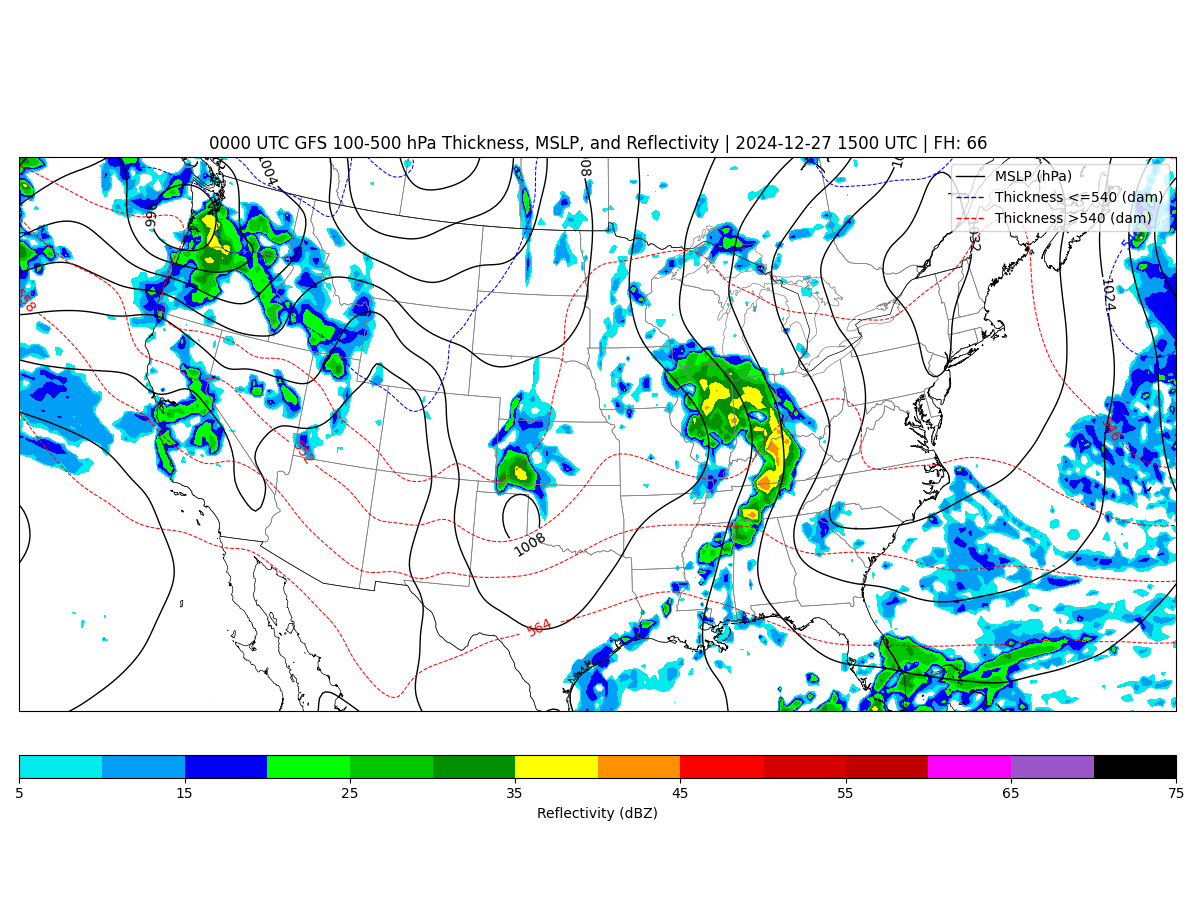 0000 UTC GFS 100-500 hPa Thickness, MSLP, and Reflectivity | 2024-12-27 1500 UTC | FH: 66
MSLP (hPa)
Thickness <=540 (dam)
Thickness >540 (dam)
1004
996
1032
1024
1008
564
546
552
5 15 25 35 45 55 65 75
Reflectivity (dBZ)